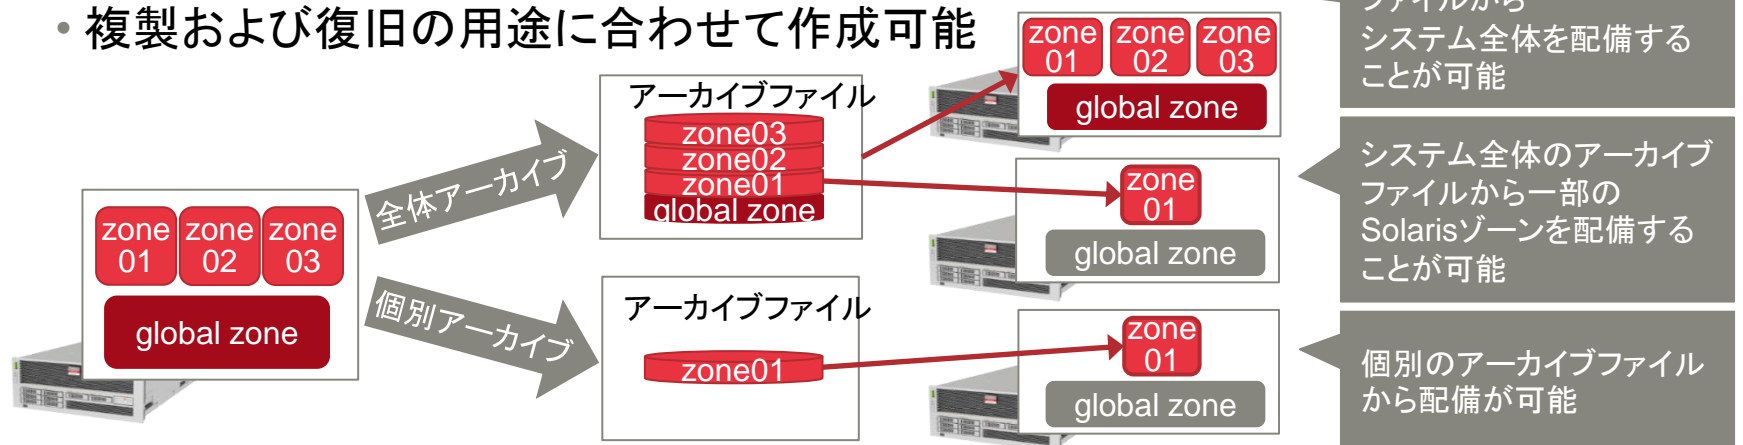 • 複製および復旧の用途に合わせて作成可能
zone
01
zone
02
zone
03
global zone
全体アーカイブ
個別アーカイブ
アーカイブファイル
zone03
zone02
zone01
global zone
アーカイブファイル
zone01
zone
01
zone
02
zone
03
global zone
zone
01
global zone
zone
01
global zone
ファイルから
システム全体を配備する
ことが可能
システム全体のアーカイブ
ファイルから一部の
Solarisゾーンを配備する
ことが可能
個別のアーカイブファイル
から配備が可能